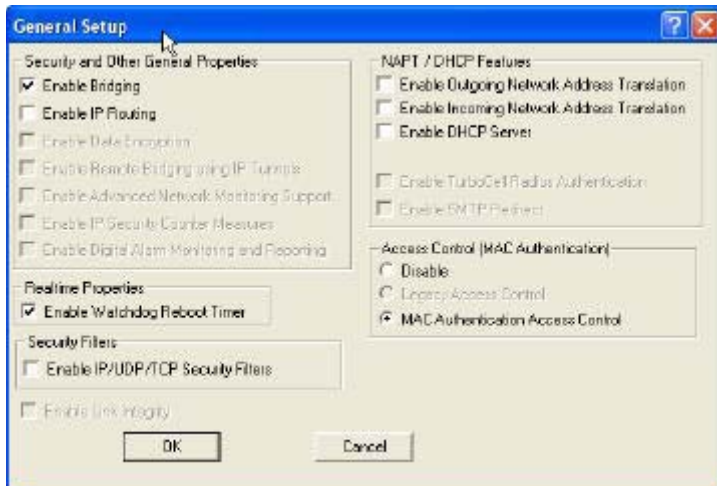 General Setup
Security and Other General Properties
Enable Bridging
Enable IP Routing
Enable Data Encryption
Enable Remote Bridging using IP Tunnels
Enable Advanced Network Monitoring Support
Enable IP Security Counter Measures
Enable Digital Alarm Monitoring and Reporting
Realtime Properties
Enable Watchdog Reboot Timer
Security Filters
Enable IP/UDP/TCP Security Filters
Enable Link Integrity
NAPT / DHCP Features
Enable Outgoing Network Address Translation
Enable Incoming Network Address Translation
Enable DHCP Server
Enable TurboCell Radius Authentication
Enable SMTP Redirect
Access Control (MAC Authentication)
Disable
Legacy Access Control
MAC Authentication Access Control
OK
Cancel